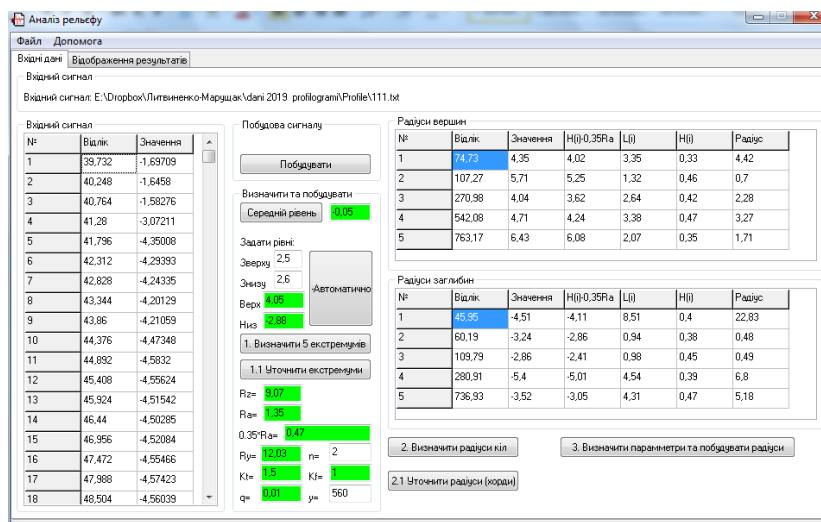 Аналіз рельєфу
Файл Допомога
Вхідні дані Відображення результатів
Вхідний сигнал
Вхідний сигнал: E:\Dropbox\Литвиненко-Марущак\dani 2019 profilogrami\Profile\111.txt
Вхідний сигнал
№ Відлік Значення
1 39,732 -1,69709
2 40,248 -1,6458
3 40,764 -1,58276
4 41,28 -3,07211
5 41,796 -4,35008
6 42,312 -4,29393
7 42,828 -4,24335
8 43,344 -4,20129
9 43,86 -4,21059
10 44,376 -4,47348
11 44,892 -4,5832
12 45,408 -4,55624
13 45,924 -4,51542
14 46,44 -4,50285
15 46,956 -4,52084
16 47,472 -4,55466
17 47,988 -4,57423
18 48,504 -4,56039
Побудова сигналу
Побудувати
Визначити та побудувати
Середній рівень -0,05
Задати рівні:
Зверху 2,5
Знизу 2,6
Автоматично
Верх 4,05
Низ -2,88
1. Визначити 5 екстремумів
1.1 Уточнити екстремуми
Rz= 9,07
Ra= 1,35
0.35*Ra= 0,47
Ry= 12,03 n= 2
Kt= 1,5 Kf= 1
q= 0,01 y= 560
Радіуси вершин
№ Відлік Значення H(i)-0,35Ra L(i) H(i) Радіус
1 74,73 4,35 4,02 3,35 0,33 4,42
2 107,27 5,71 5,25 1,32 0,46 0,7
3 270,98 4,04 3,62 2,64 0,42 2,28
4 542,08 4,71 4,24 3,38 0,47 3,27
5 763,17 6,43 6,08 2,07 0,35 1,71
Радіуси заглибин
№ Відлік Значення H(i)-0,35Ra L(i) H(i) Радіус
1 45,95 -4,51 -4,11 8,51 0,4 22,83
2 60,19 -3,24 -2,86 0,94 0,38 0,48
3 109,79 -2,86 -2,41 0,98 0,45 0,49
4 280,91 -5,4 -5,01 4,54 0,39 6,8
5 736,93 -3,52 -3,05 4,31 0,47 5,18
2. Визначити радіуси кіл
3. Визначити парамметри та побудувати радіуси
2.1 Уточнити радіуси (хорди)